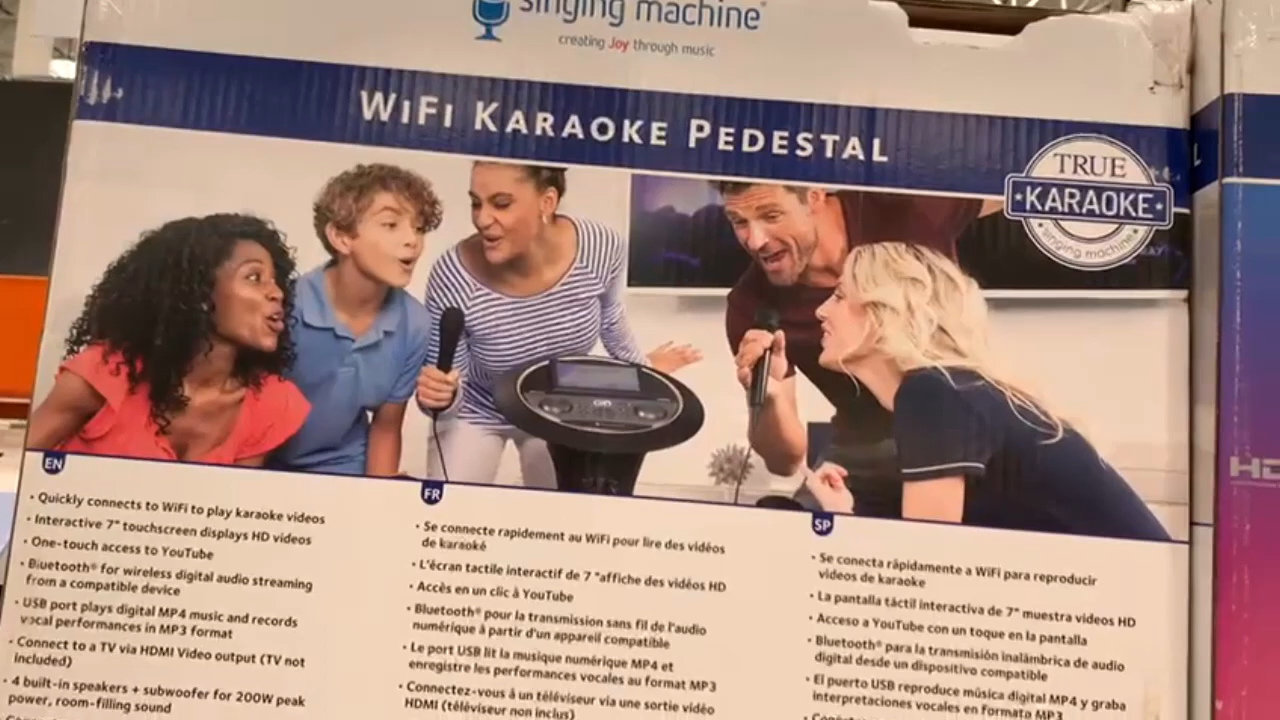 singing machine®
creating Joy through music
WIFI KARAOKE PEDESTAL
TRUE
KARAOKE
singing machine
EN
• Quickly connects to WiFi to play karaoke videos
• Interactive 7" touchscreen displays HD videos
• One-touch access to YouTube
• Bluetooth® for wireless digital audio streaming
from a compatible device
• USB port plays digital MP4 music and records
vocal performances in MP3 format
• Connect to a TV via HDMI Video output (TV not
included)
• 4 built-in speakers + subwoofer for 200W peak
power, room-filling sound
FR
• Se connecte rapidement au WiFi pour lire des vidéos
de karaoké
• L'écran tactile interactif de 7 "affiche des vidéos HD
• Accès en un clic à YouTube
• Bluetooth® pour la transmission sans fil de l'audio
numérique à partir d'un appareil compatible
• Le port USB lit la musique numérique MP4 et
enregistre les performances vocales au format MP3
• Connectez-vous à un téléviseur via une sortie vidéo
HDMI (téléviseur non inclus)
SP
• Se conecta rápidamente a WiFi para reproducir
videos de karaoke
• La pantalla táctil interactiva de 7" muestra videos HD
• Acceso a YouTube con un toque en la pantalla
• Bluetooth® para la transmisión inalámbrica de audio
digital desde un dispositivo compatible
• El puerto USB reproduce música digital MP4 y graba
interpretaciones vocales en formato MP3
L
HD